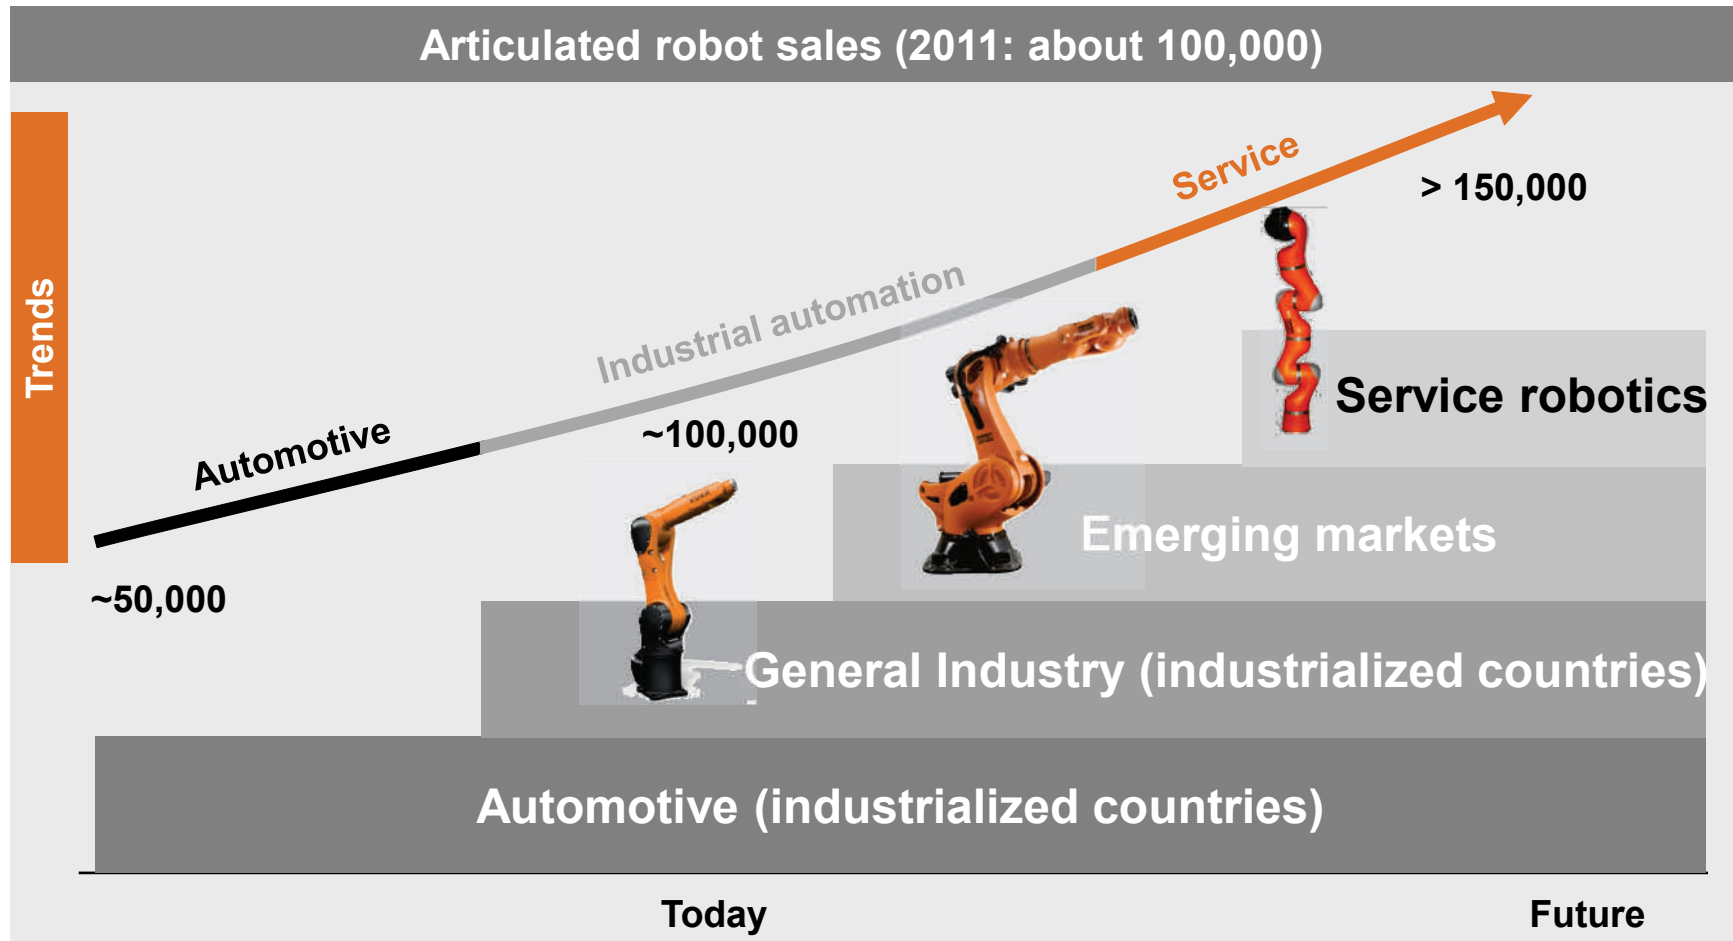 Articulated robot sales (2011: about 100,000)
Trends
Service
> 150,000
Industrial automation
Automotive
~100,000
~50,000
Service robotics
Emerging markets
General Industry (industrialized countries)
Automotive (industrialized countries)
Today
Future